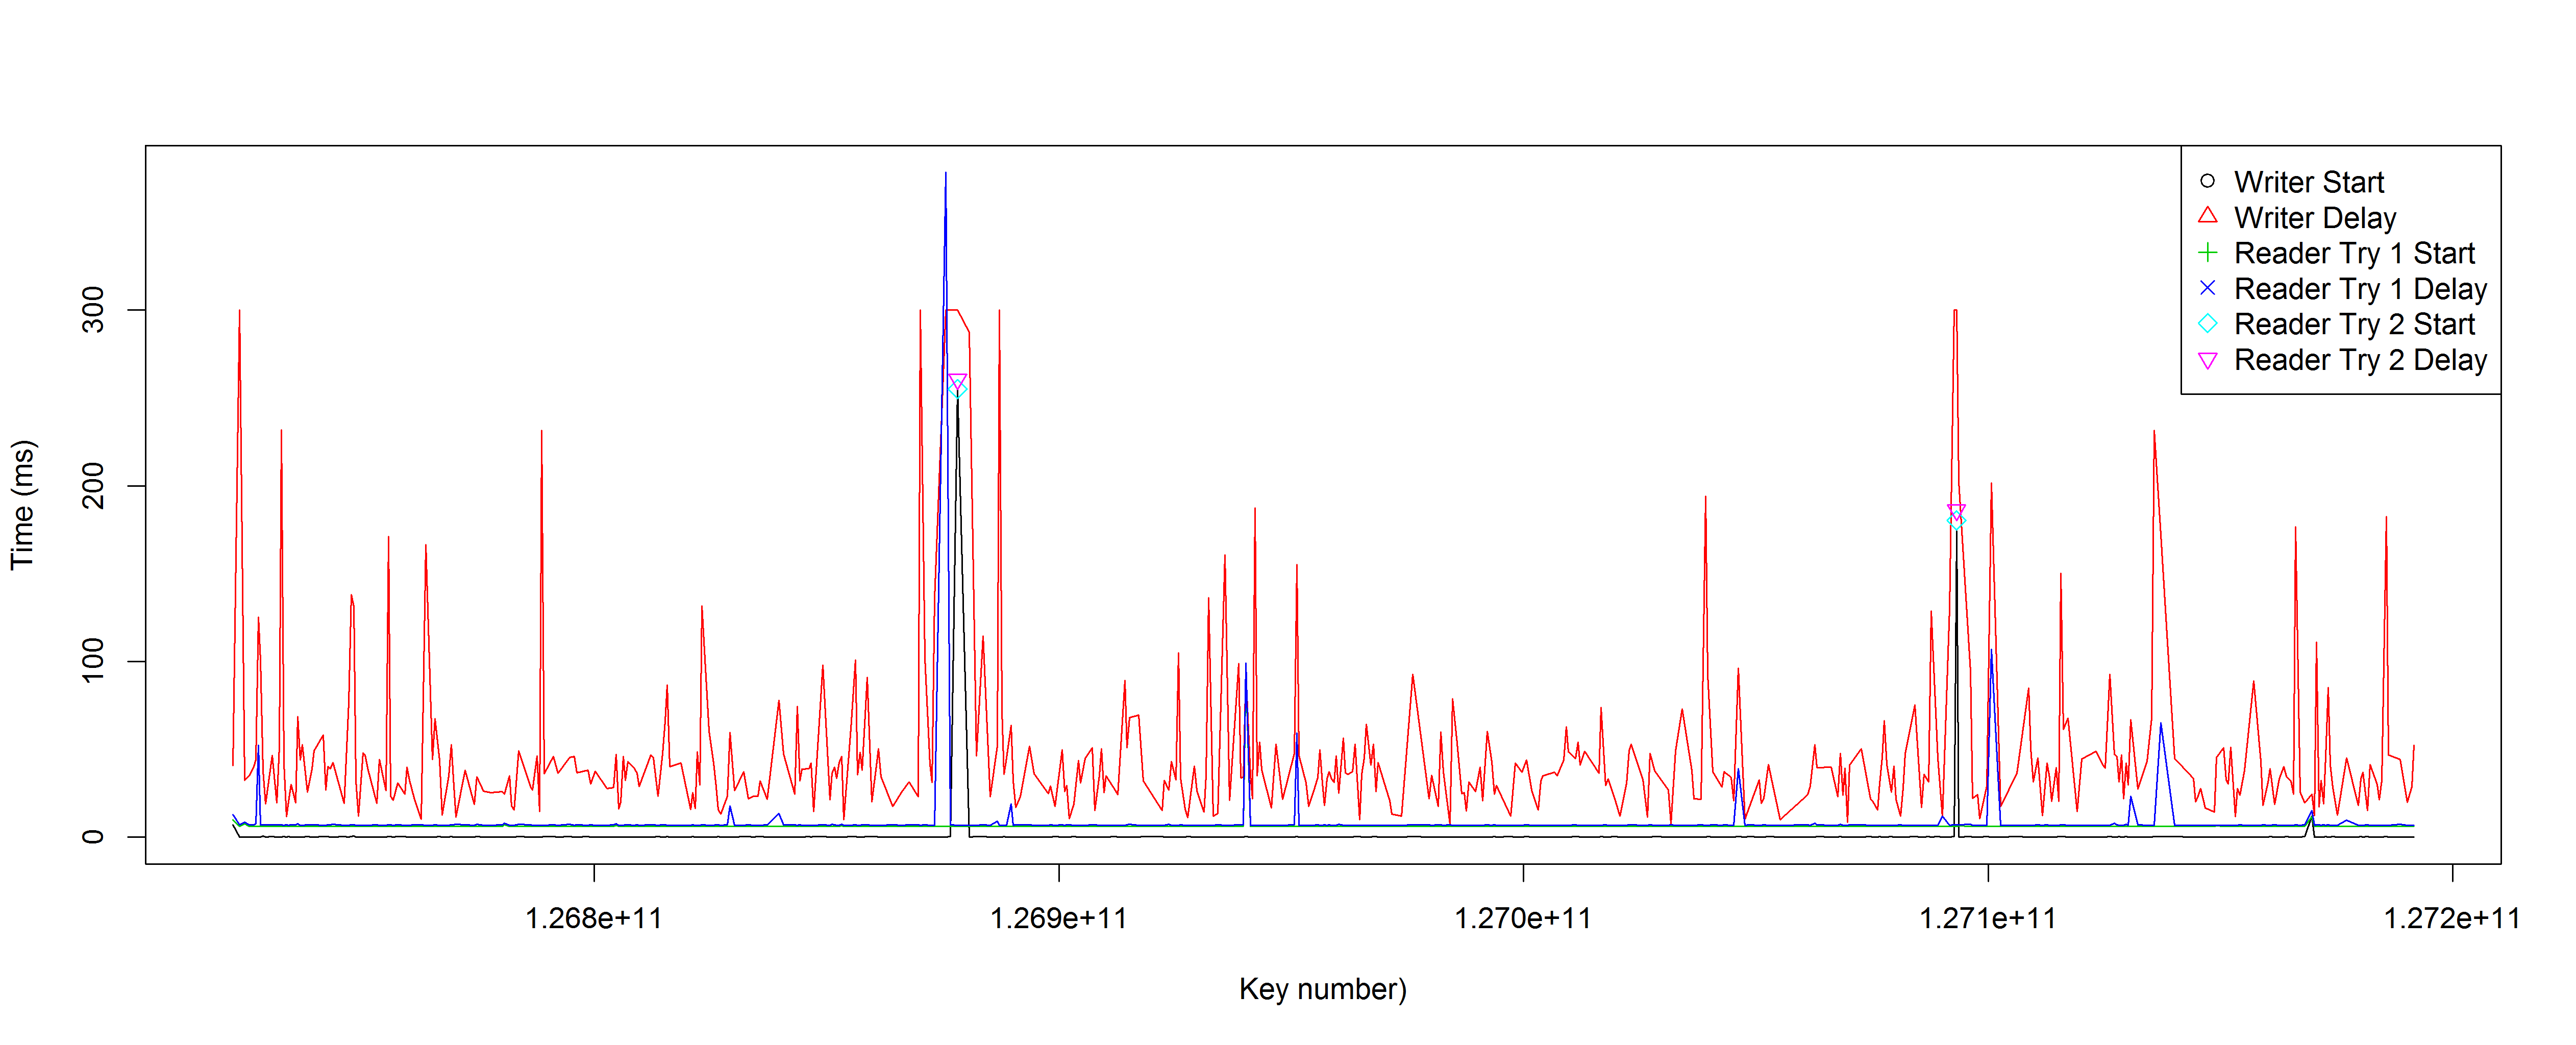 Writer Start
Writer Delay
Reader Try 1 Start
Reader Try 1 Delay
Reader Try 2 Start
Reader Try 2 Delay
300
200
100
0
Time (ms)
1.268e+11 1.269e+11 1.270e+11 1.271e+11 1.272e+11
Key number)